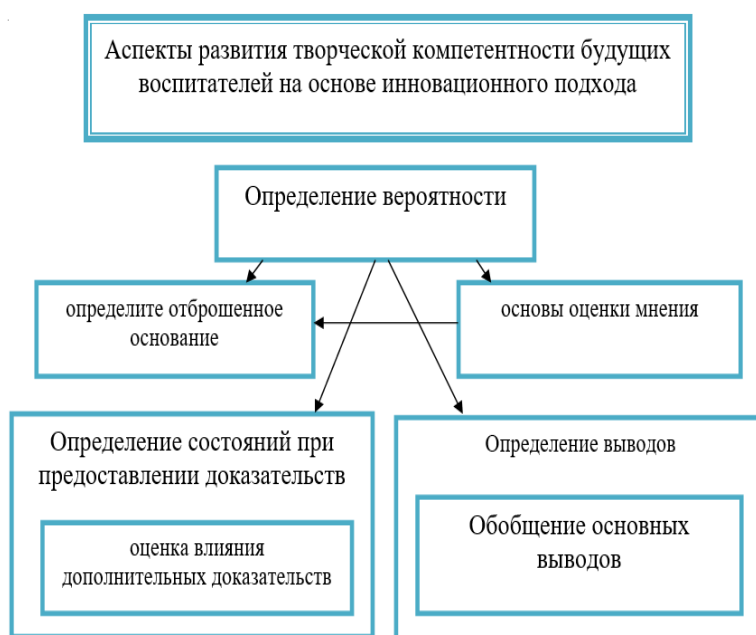 Аспекты развития творческой компетентности будущих
воспитателей на основе инновационного подхода
Определение вероятности
определите отброшенное
основание
основы оценки мнения
Определение состояний при
предоставлении доказательств
оценка влияния
дополнительных доказательств
Определение выводов
Обобщение основных
выводов